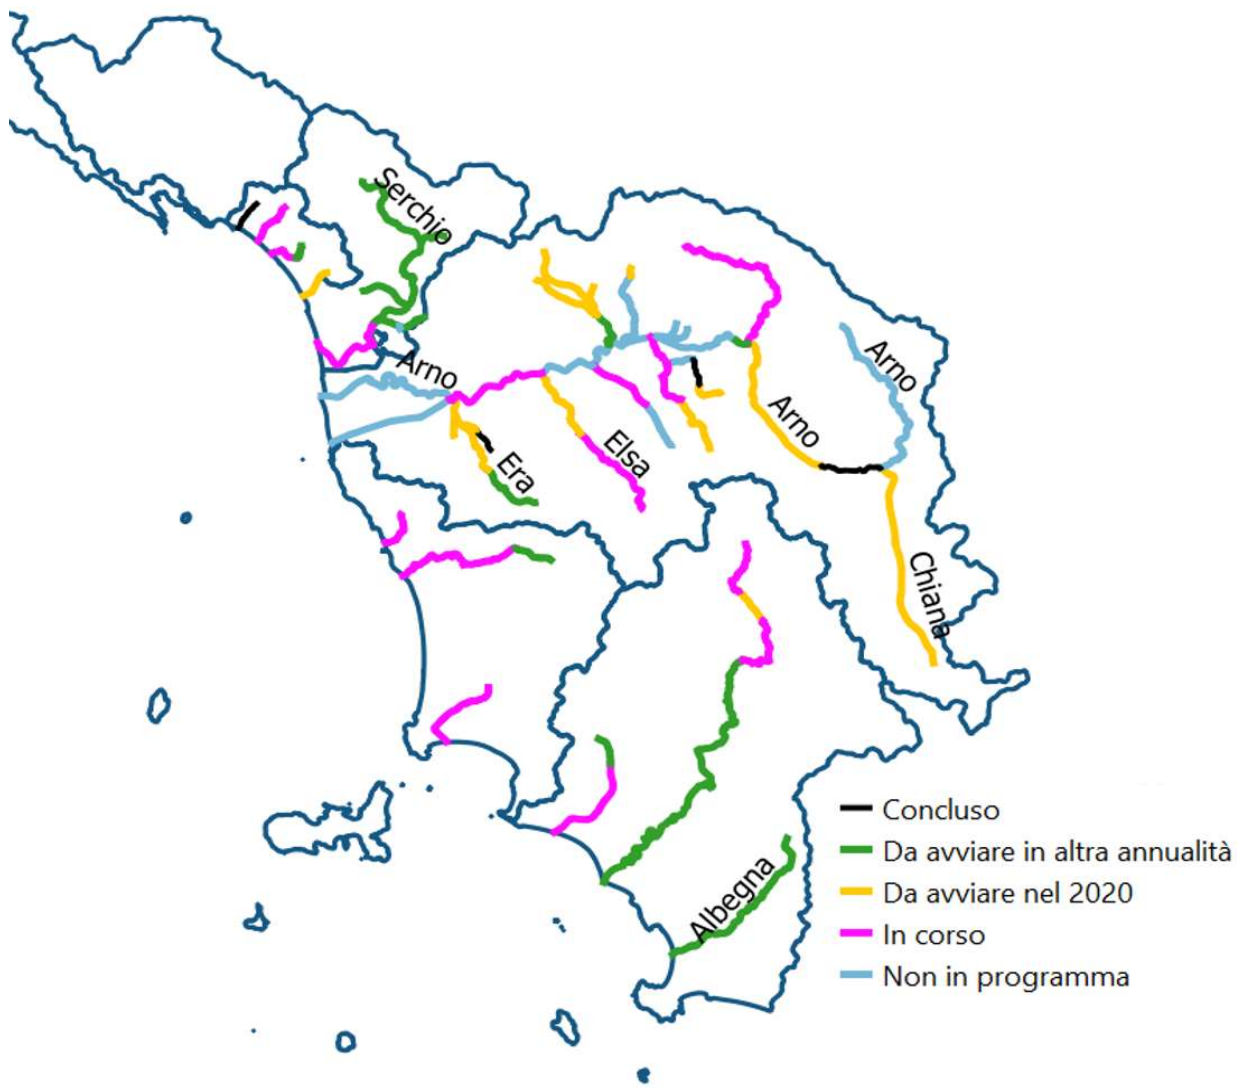 Serchio
Arno
Arno
Arno
Era
Elsa
Chiana
Albegna
Concluso
Da avviare in altra annualità
Da avviare nel 2020
In corso
Non in programma